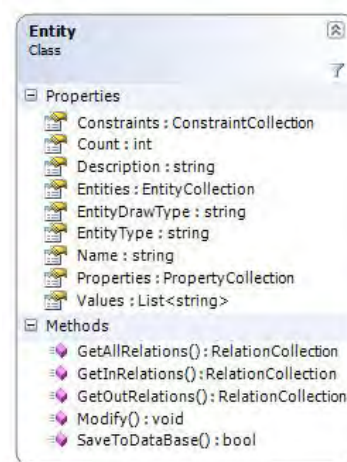 Entity
Class
Properties
Constraints : ConstraintCollection
Count : int
Description : string
Entities : EntityCollection
EntityDrawType : string
EntityType : string
Name : string
Properties : PropertyCollection
Values : List<string>
Methods
GetAllRelations() : RelationCollection
GetInRelations() : RelationCollection
GetOutRelations() : RelationCollection
Modify() : void
SaveToDataBase() : bool